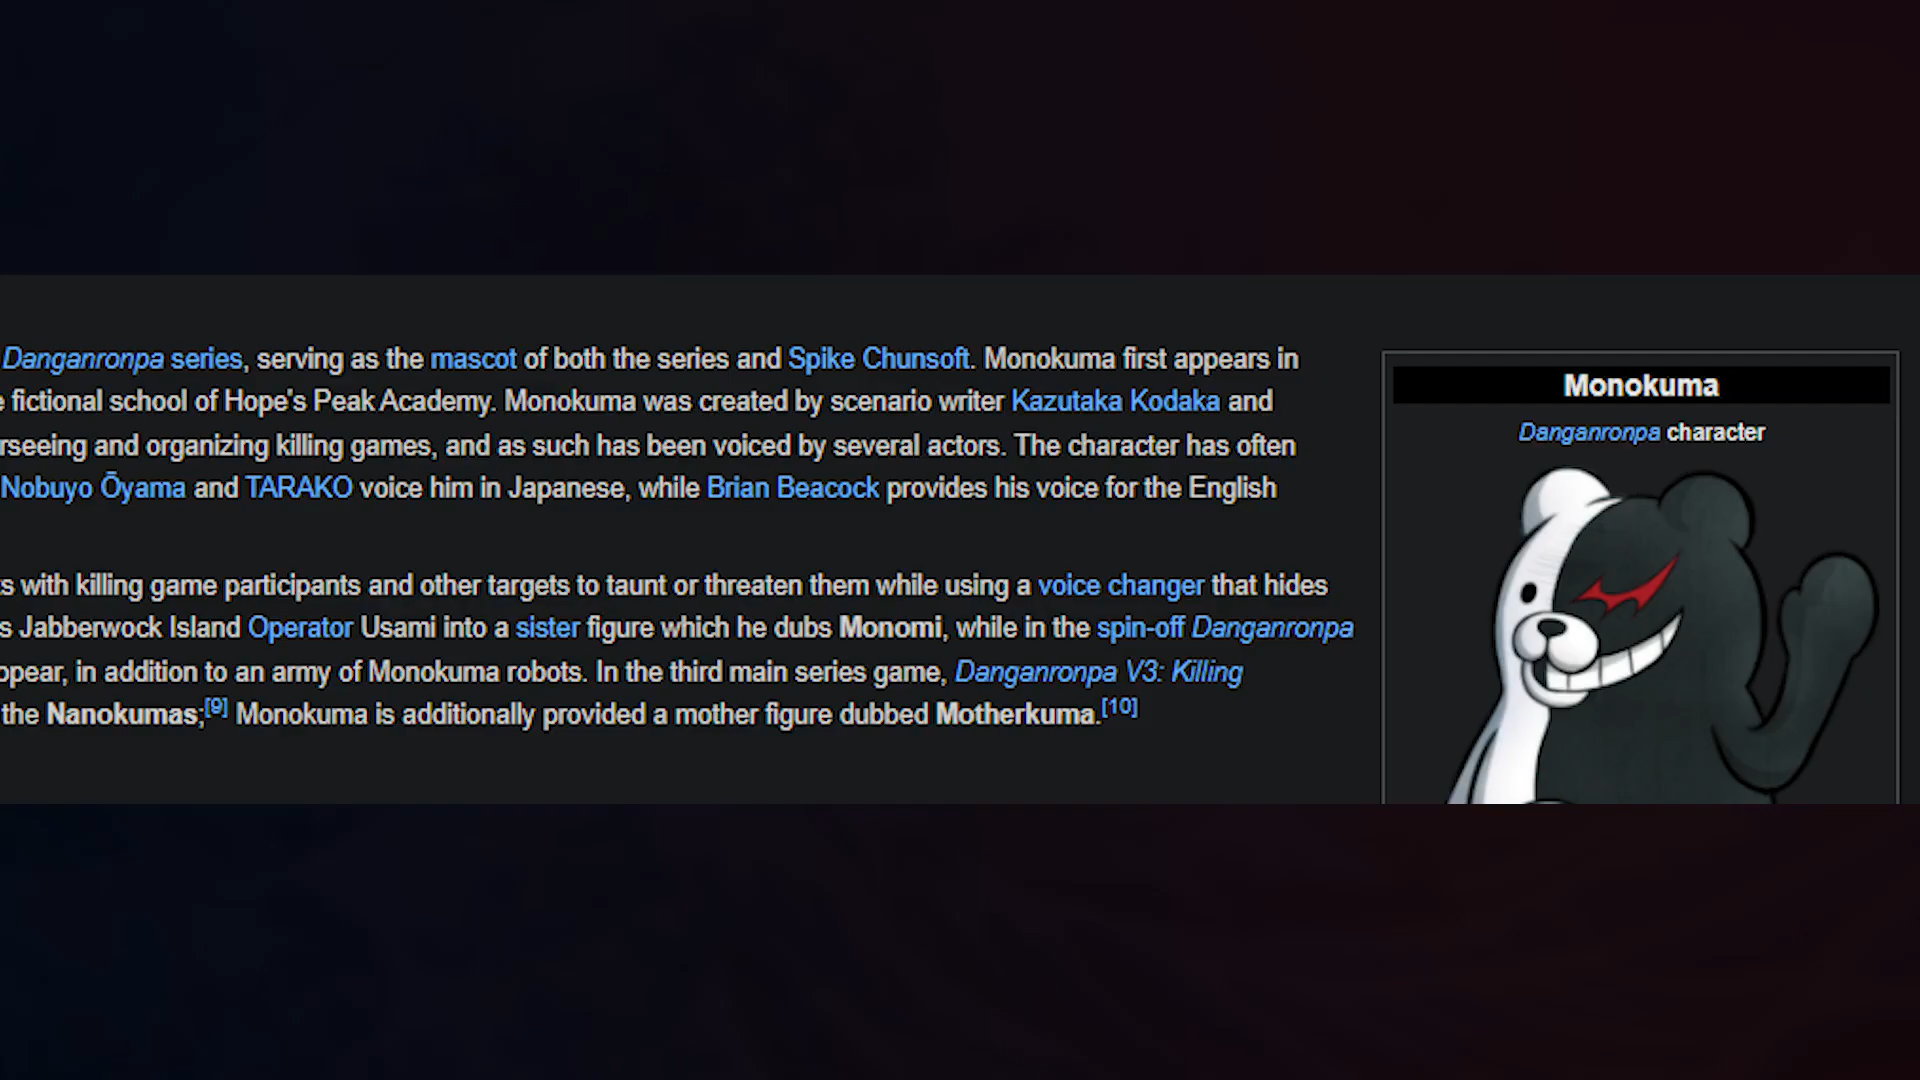 Danganronpa series, serving as the mascot of both the series and Spike Chunsoft. Monokuma first appears in
fictional school of Hope's Peak Academy. Monokuma was created by scenario writer Kazutaka Kodaka and
rseeing and organizing killing games, and as such has been voiced by several actors. The character has often
Nobuyo Ōyama and TARAKO voice him in Japanese, while Brian Beacock provides his voice for the English
s with killing game participants and other targets to taunt or threaten them while using a voice changer that hides
s Jabberwock Island Operator Usami into a sister figure which he dubs Monomi, while in the spin-off Danganronpa
ppear, in addition to an army of Monokuma robots. In the third main series game, Danganronpa V3: Killing
the Nanokumas;[9] Monokuma is additionally provided a mother figure dubbed Motherkuma.[10]
Monokuma
Danganronpa character